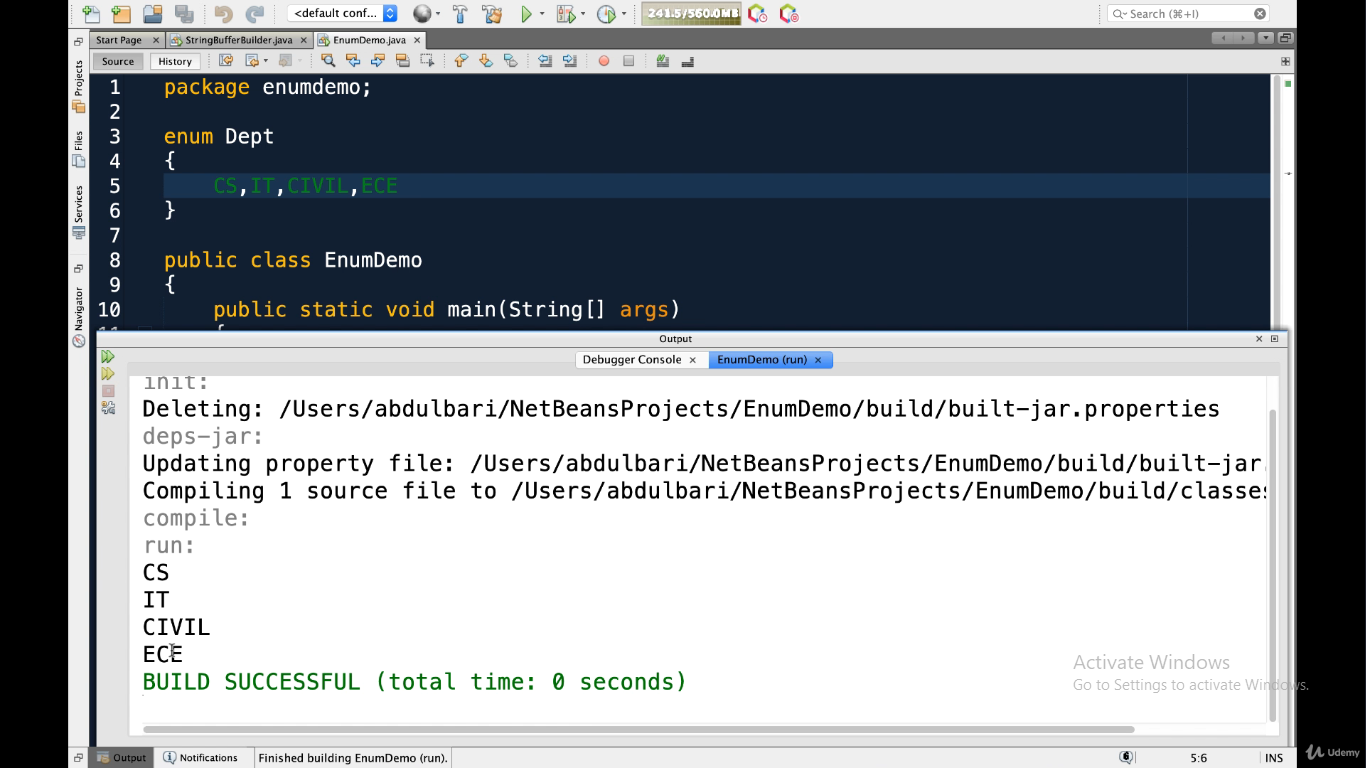 <default conf...
241.5/560.0MB
Search (⌘+I)
Start Page
StringBufferBuilder.java
EnumDemo.java
Source
History
Projects
Files
Services
Navigator
1 package enumdemo;
2
3 enum Dept
4 {
5 CS,IT,CIVIL,ECE
6 }
7
8 public class EnumDemo
9 {
10 public static void main(String[] args)
11 {
Output
Debugger Console
EnumDemo (run)
init:
Deleting: /Users/abdulbari/NetBeansProjects/EnumDemo/build/built-jar.properties
deps-jar:
Updating property file: /Users/abdulbari/NetBeansProjects/EnumDemo/build/built-jar.
Compiling 1 source file to /Users/abdulbari/NetBeansProjects/EnumDemo/build/classes
compile:
run:
CS
IT
CIVIL
ECE
BUILD SUCCESSFUL (total time: 0 seconds)
Activate Windows
Go to Settings to activate Windows.
Output
Notifications
Finished building EnumDemo (run).
6
5:6
INS
Udemy